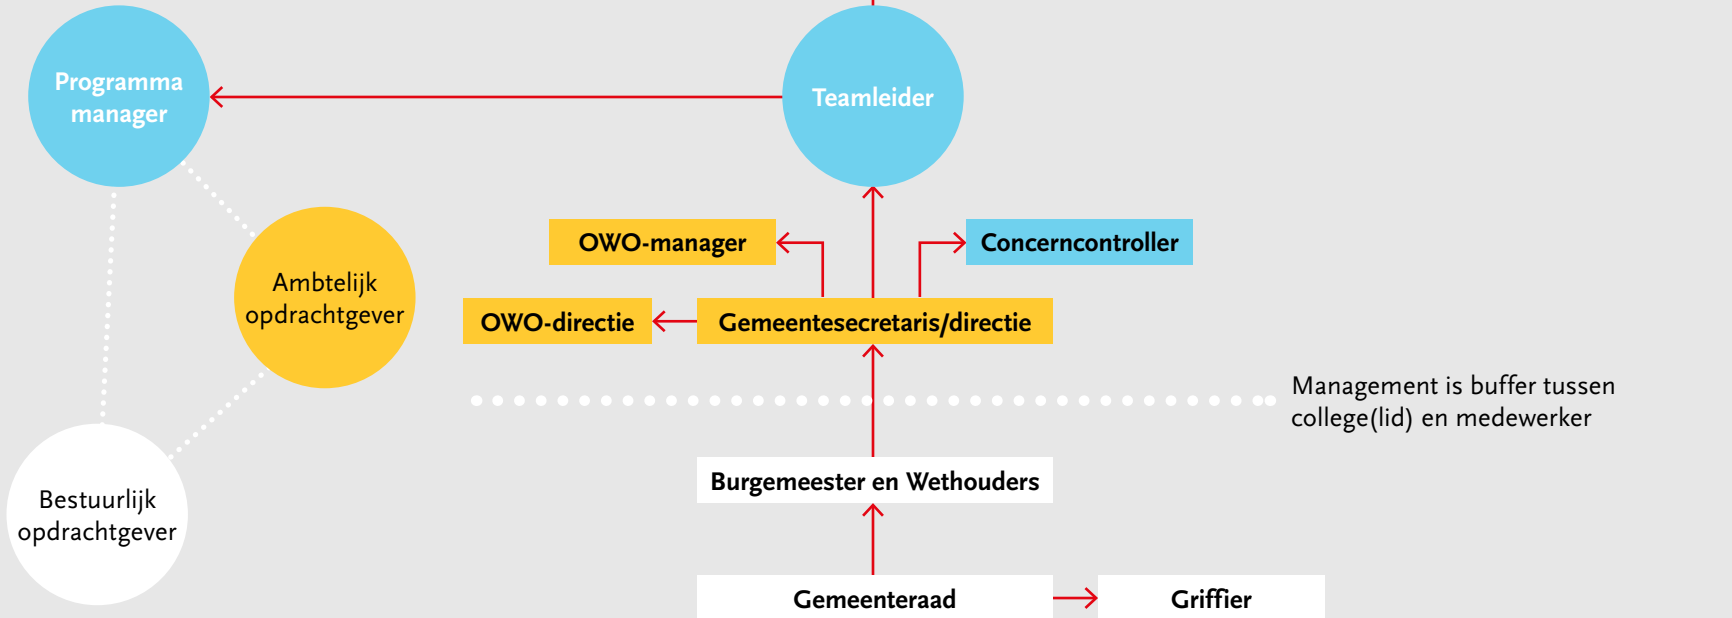 Programma
manager
Teamleider
OWO-manager
Concerncontroller
Ambtelijk
opdrachtgever
OWO-directie
Gemeentesecretaris/directie
Management is buffer tussen
college(lid) en medewerker
Burgemeester en Wethouders
Bestuurlijk
opdrachtgever
Gemeenteraad
Griffier